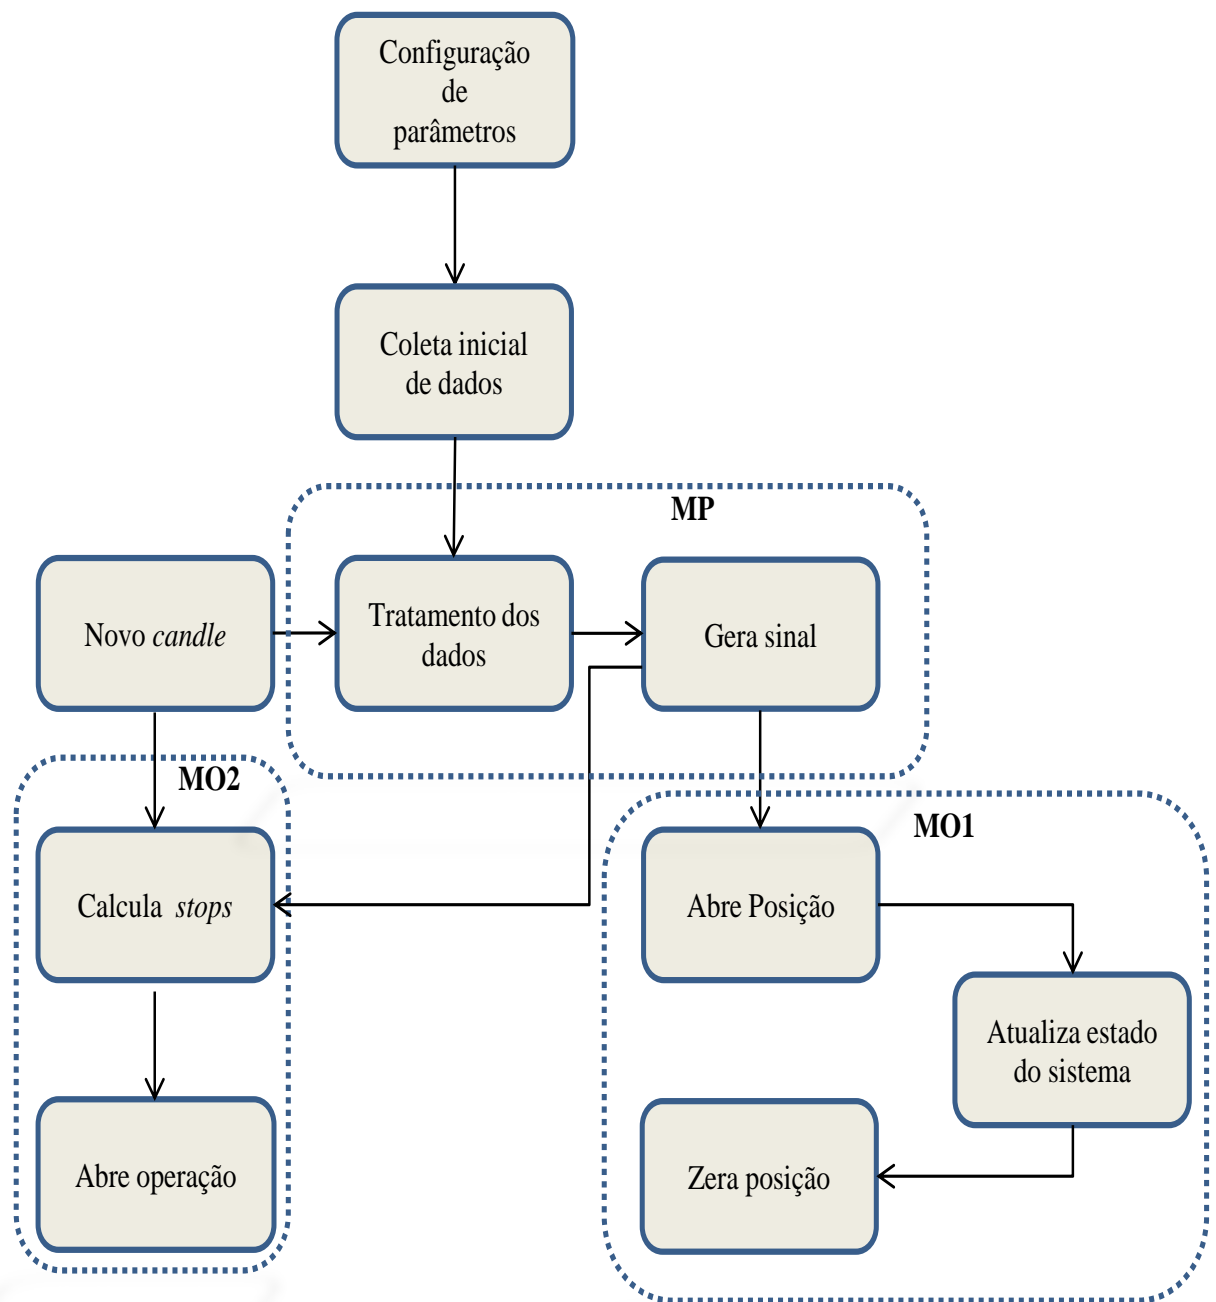 Configuração
de
parâmetros
Coleta inicial
de dados
MP
Novo candle
Tratamento dos
dados
Gera sinal
MO2
MO1
Calcula stops
Abre Posição
Atualiza estado
do sistema
Abre operação
Zera posição